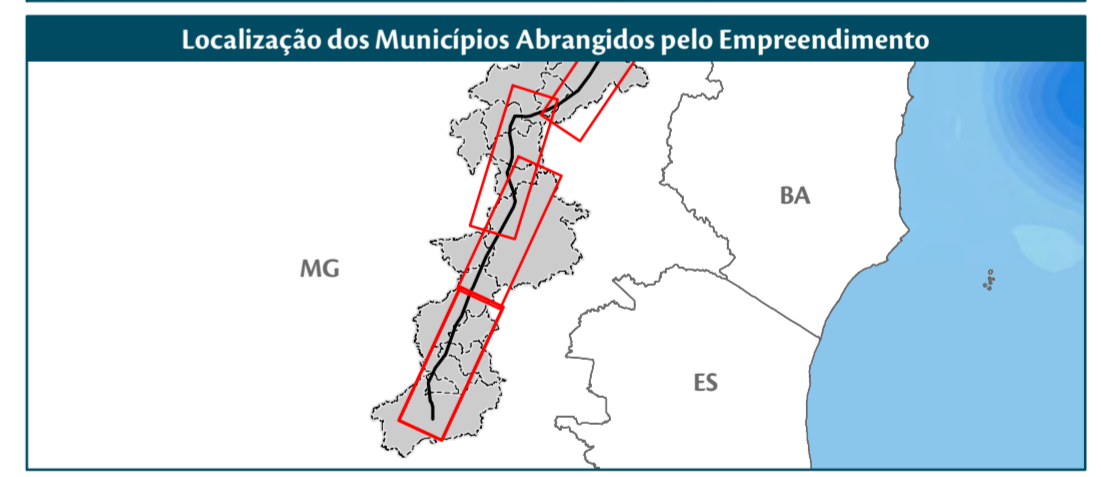 Localização dos Municípios Abrangidos pelo Empreendimento
BA
MG
ES